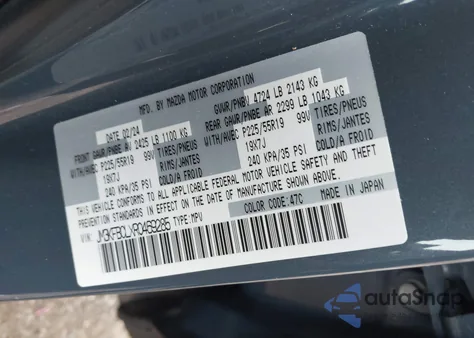 MFD. BY MAZDA MOTOR CORPORATION
DATE 02/24 GVWR/PNBV 4724 LB 2143 KG
FRONT GAWR/PNBE AV 2425 LB 1100 KG REAR GAWR/PNBE AR 2299 LB 1043 KG
WITH/AVEC P225/55R19 99V TIRES/PNEUS WITH/AVEC P225/55R19 99V TIRES/PNEUS
19X7J RIMS/JANTES 19X7J RIMS/JANTES
240 KPA/35 PSI COLD/A FROID 240 KPA/35 PSI COLD/A FROID
THIS VEHICLE CONFORMS TO ALL APPLICABLE FEDERAL MOTOR VEHICLE SAFETY AND THEFT
PREVENTION STANDARDS IN EFFECT ON THE DATE OF MANUFACTURE SHOWN ABOVE.
JM3KFBCLXR0459285 TYPE: MPV COLOR CODE: 47C MADE IN JAPAN
autoSnap